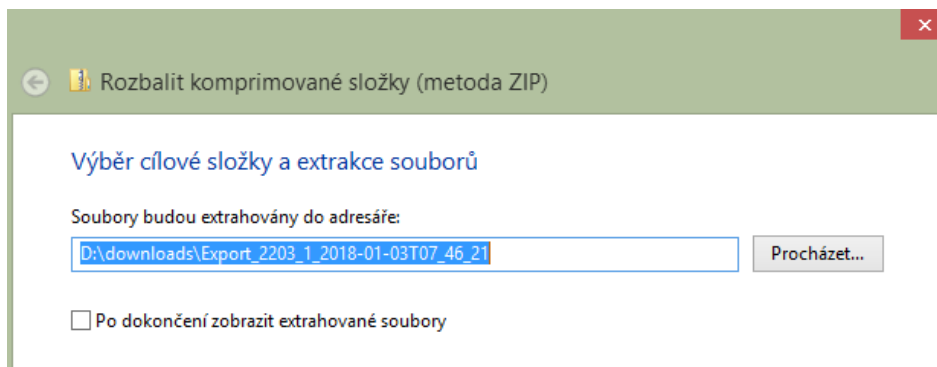 Rozbalit komprimované složky (metoda ZIP)
Výběr cílové složky a extrakce souborů
Soubory budou extrahovány do adresáře:
D:\downloads\Export_2203_1_2018-01-03T07_46_21
Procházet...
Po dokončení zobrazit extrahované soubory